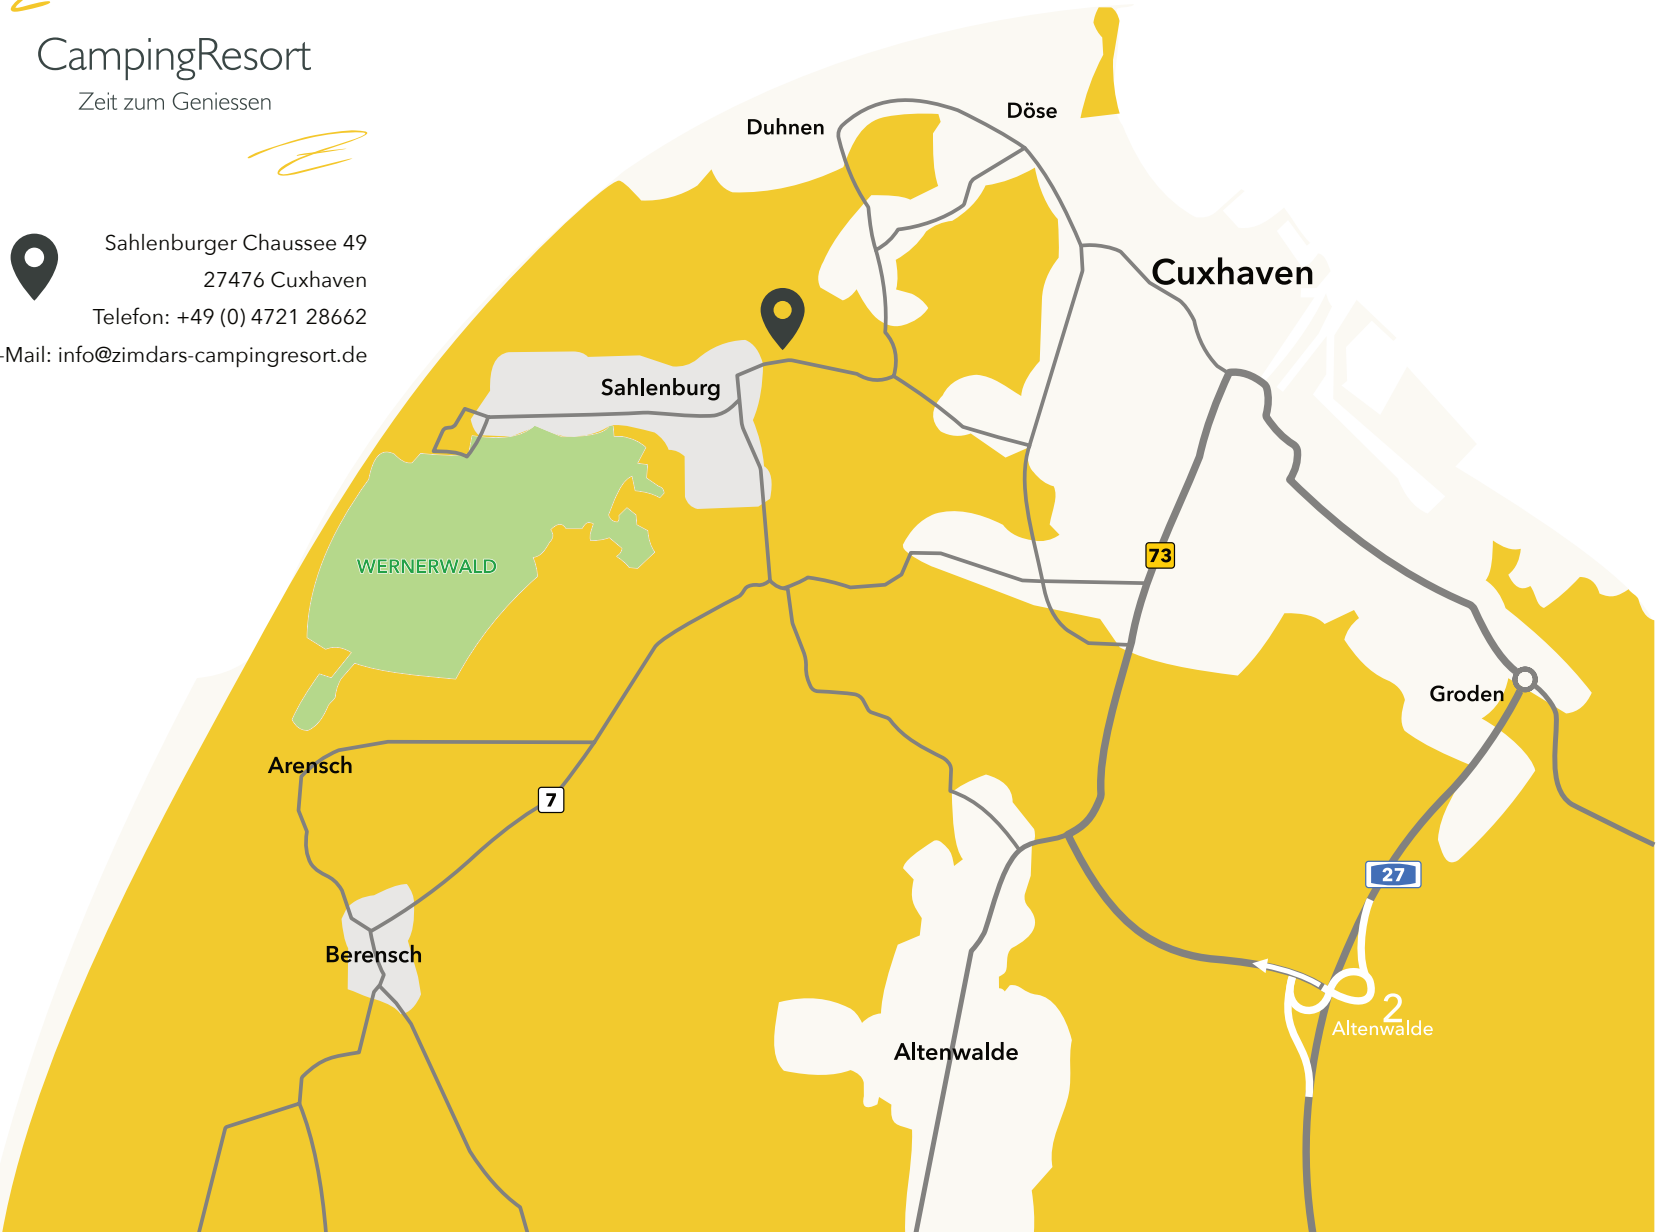 CampingResort
Zeit zum Geniessen
Sahlenburger Chaussee 49
27476 Cuxhaven
Telefon: +49 (0) 4721 28662
-Mail: info@zimdars-campingresort.de
Döse
Duhnen
Cuxhaven
Sahlenburg
73
WERNERWALD
Groden
Arensch
7
27
Berensch
2
Altenwalde
Altenwalde